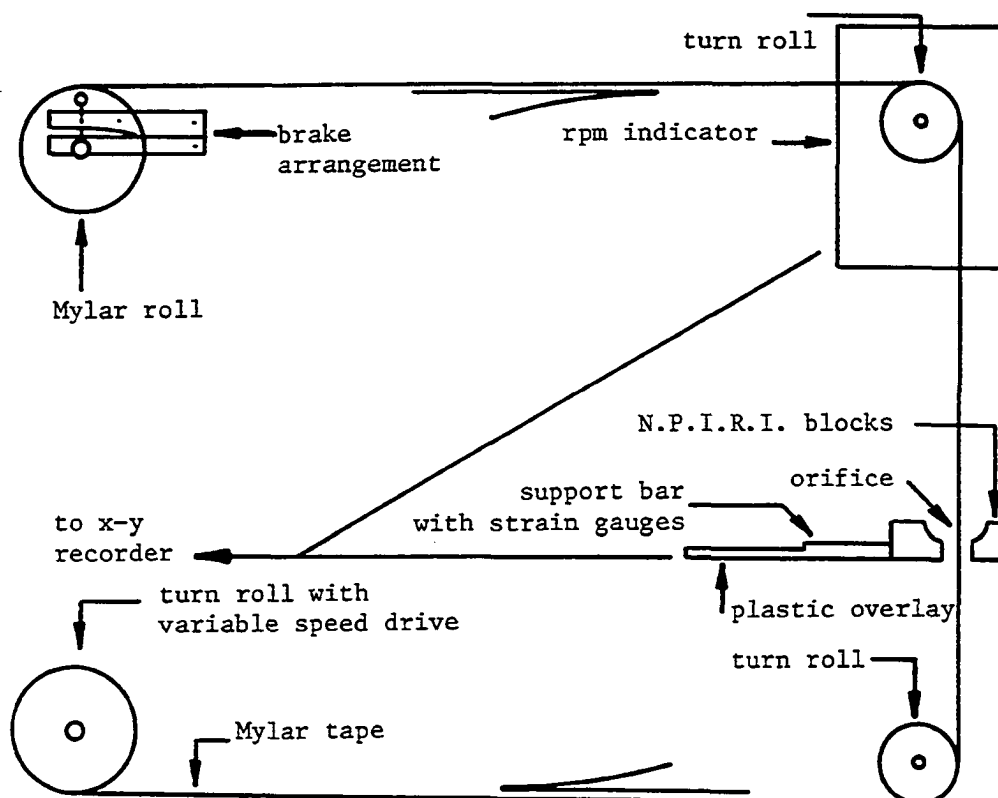 turn roll
rpm indicator
brake
arrangement
Mylar roll
N.P.I.R.I. blocks
orifice
support bar
with strain gauges
to x-y
recorder
plastic overlay
turn roll with
variable speed drive
turn roll
Mylar tape